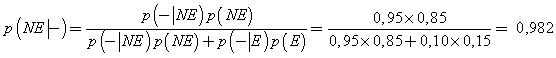 p(NE|−) = p(−|NE) p(NE) / (p(−|NE) p(NE) + p(−|E) p(E)) = 0,95 × 0,85 / (0,95 × 0,85 + 0,10 × 0,15) = 0,982